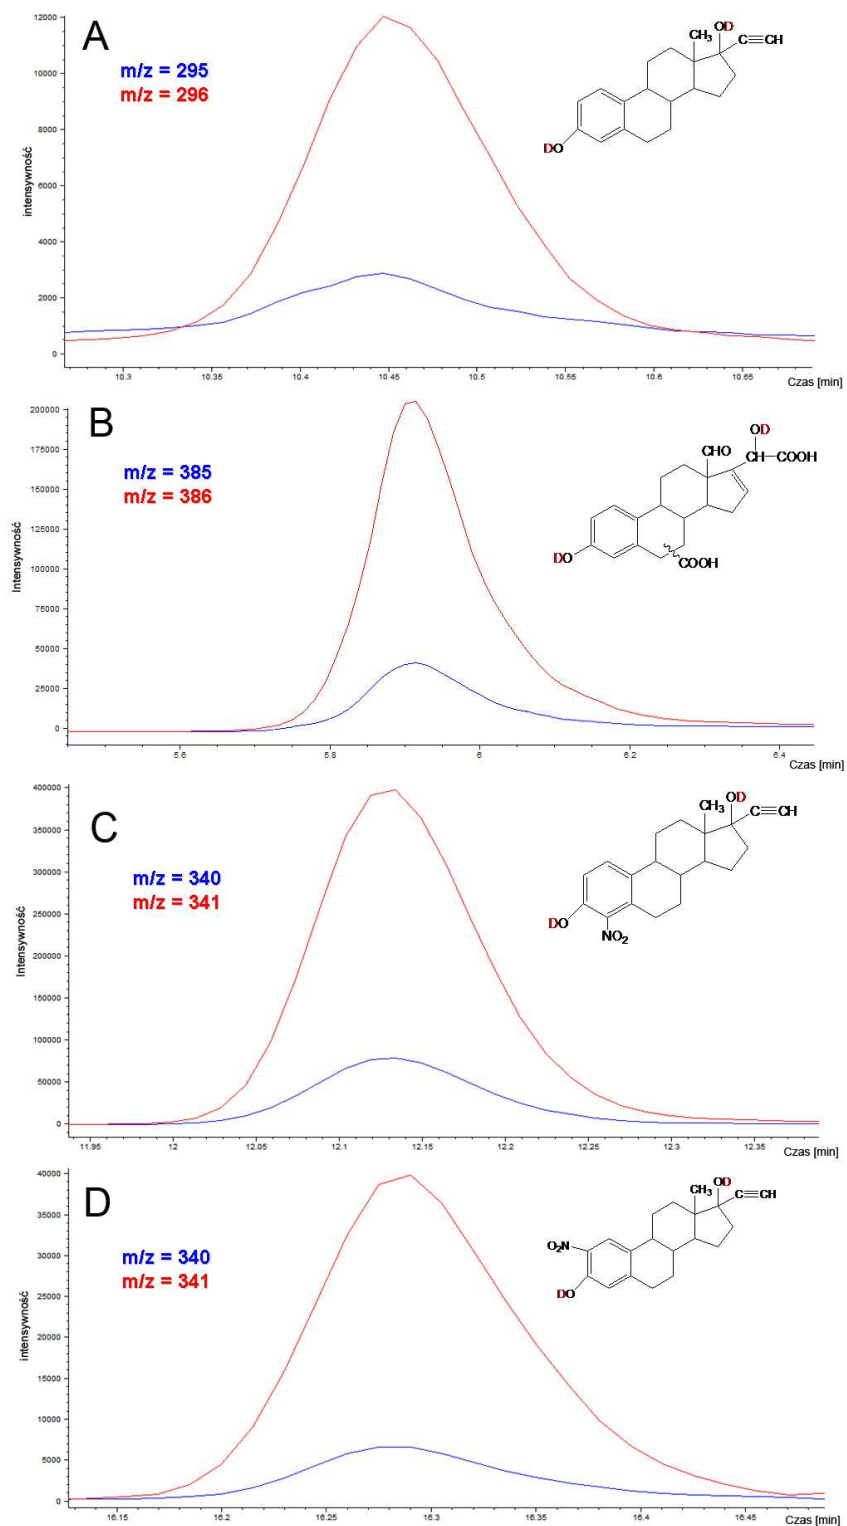 A
m/z = 295
m/z = 296
OD
CH3
C≡CH
DO
intensywność
12000
10000
8000
6000
4000
2000
0
10.3
10.35
10.4
10.45
10.5
10.55
10.6
10.65
Czas [min]
B
m/z = 385
m/z = 386
OD
CHO
CH—COOH
DO
COOH
Intensywność
200000
175000
150000
125000
100000
75000
50000
25000
0
5.6
5.8
6
6.2
6.4
Czas [min]
C
m/z = 340
m/z = 341
OD
CH3
C≡CH
DO
NO2
Intensywność
400000
350000
300000
250000
200000
150000
100000
50000
0
11.95
12
12.05
12.1
12.15
12.2
12.25
12.3
12.35
Czas [min]
D
m/z = 340
m/z = 341
OD
CH3
C≡CH
O2N
DO
intensywność
40000
35000
30000
25000
20000
15000
10000
5000
0
16.15
16.2
16.25
16.3
16.35
16.4
16.45
Czas [min]